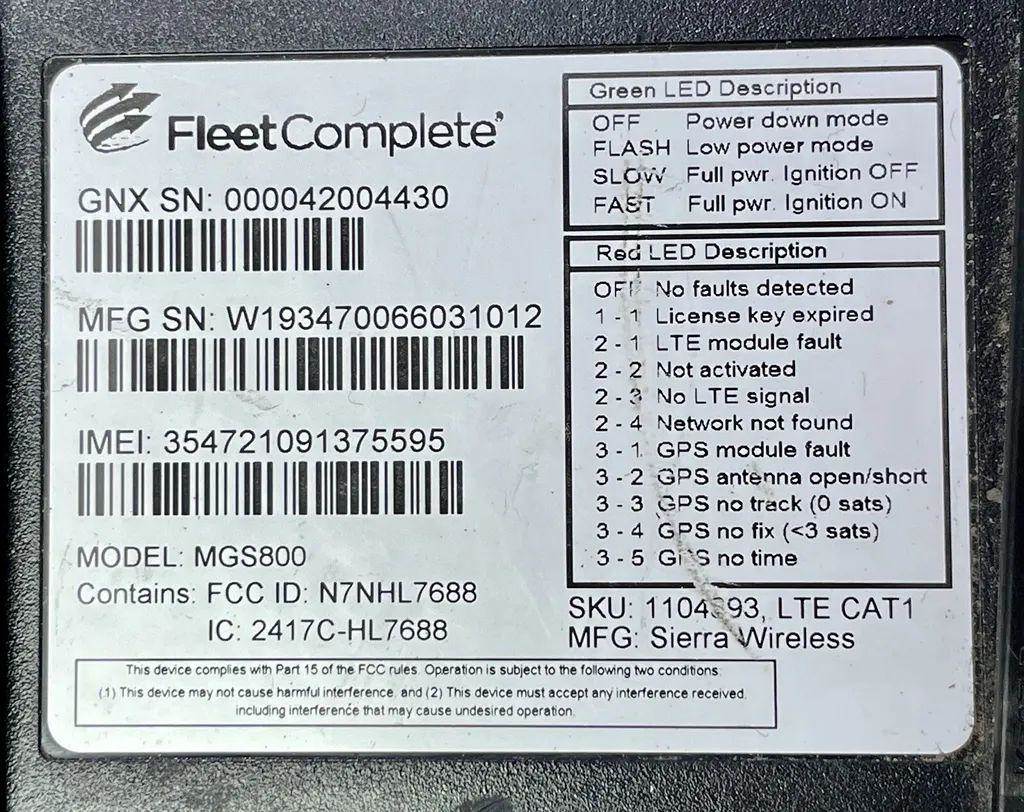 FleetComplete
GNX SN: 000042004430
MFG SN: W193470066031012
IMEI: 354721091375595
MODEL: MGS800
Contains: FCC ID: N7NHL7688
IC: 2417C-HL7688
Green LED Description
OFF Power down mode
FLASH Low power mode
SLOW Full pwr. Ignition OFF
FAST Full pwr. Ignition ON
Red LED Description
OFF No faults detected
1 - 1 License key expired
2 - 1 LTE module fault
2 - 2 Not activated
2 - 3 No LTE signal
2 - 4 Network not found
3 - 1 GPS module fault
3 - 2 GPS antenna open/short
3 - 3 GPS no track (0 sats)
3 - 4 GPS no fix (<3 sats)
3 - 5 GPS no time
SKU: , LTE CAT1
MFG: Sierra Wireless
This device complies with Part 15 of the FCC rules. Operation is subject to the following two conditions:
(1) This device may not cause harmful interference, and (2) This device must accept any interference received,
including interference that may cause undesired operation.